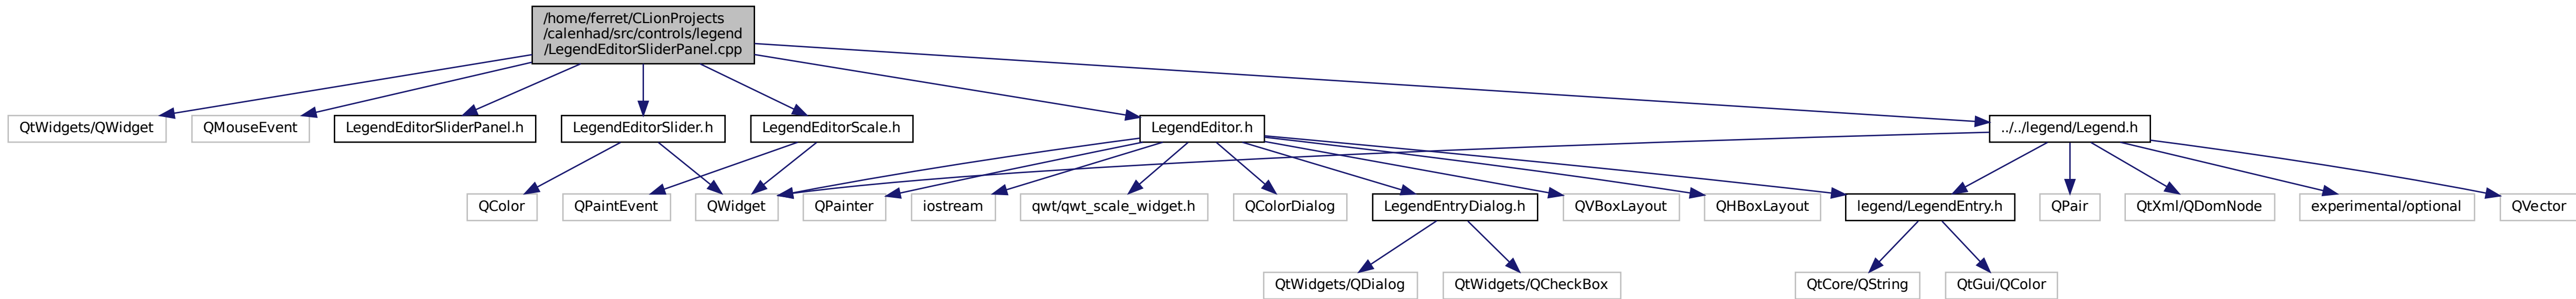 /home/ferret/CLionProjects
/calenhad/src/controls/legend
/LegendEditorSliderPanel.cpp
QtWidgets/QWidget
QMouseEvent
LegendEditorSliderPanel.h
LegendEditorSlider.h
LegendEditorScale.h
LegendEditor.h
../../legend/Legend.h
QColor
QPaintEvent
QWidget
QPainter
iostream
qwt/qwt_scale_widget.h
QColorDialog
LegendEntryDialog.h
QVBoxLayout
QHBoxLayout
legend/LegendEntry.h
QPair
QtXml/QDomNode
experimental/optional
QVector
QtWidgets/QDialog
QtWidgets/QCheckBox
QtCore/QString
QtGui/QColor